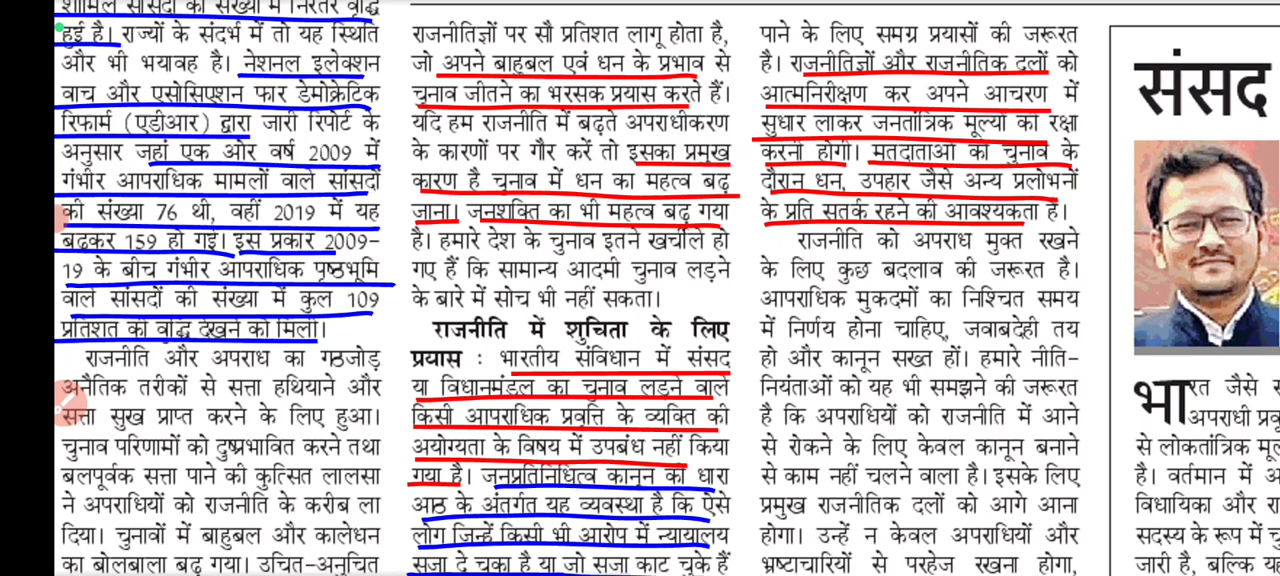 शामिल सांसदों की संख्या में निरंतर वृद्धि
हुई है। राज्यों के संदर्भ में तो यह स्थिति
और भी भयावह है। नेशनल इलेक्शन
वाच और एसोसिएशन फार डेमोक्रेटिक
रिफार्म (एडीआर) द्वारा जारी रिपोर्ट के
अनुसार जहां एक ओर वर्ष 2009 में
गंभीर आपराधिक मामलों वाले सांसदों
की संख्या 76 थी, वहीं 2019 में यह
बढ़कर 159 हो गई। इस प्रकार 2009-
19 के बीच गंभीर आपराधिक पृष्ठभूमि
वाले सांसदों की संख्या में कुल 109
प्रतिशत की वृद्धि देखने को मिली।
राजनीति और अपराध का गठजोड़
अनैतिक तरीकों से सत्ता हथियाने और
सत्ता सुख प्राप्त करने के लिए हुआ।
चुनाव परिणामों को दुष्प्रभावित करने तथा
बलपूर्वक सत्ता पाने की कुत्सित लालसा
ने अपराधियों को राजनीति के करीब ला
दिया। चुनावों में बाहुबल और कालेधन
का बोलबाला बढ़ गया। उचित-अनुचित
राजनीतिज्ञों पर सौ प्रतिशत लागू होता है,
जो अपने बाहुबल एवं धन के प्रभाव से
चुनाव जीतने का भरसक प्रयास करते हैं।
यदि हम राजनीति में बढ़ते अपराधीकरण
के कारणों पर गौर करें तो इसका प्रमुख
कारण है चुनाव में धन का महत्व बढ़
जाना। जनशक्ति का भी महत्व बढ़ गया
है। हमारे देश के चुनाव इतने खर्चीले हो
गए हैं कि सामान्य आदमी चुनाव लड़ने
के बारे में सोच भी नहीं सकता।
राजनीति में शुचिता के लिए
प्रयास : भारतीय संविधान में संसद
या विधानमंडल का चुनाव लड़ने वाले
किसी आपराधिक प्रवृत्ति के व्यक्ति की
अयोग्यता के विषय में उपबंध नहीं किया
गया है। जनप्रतिनिधित्व कानून की धारा
आठ के अंतर्गत यह व्यवस्था है कि ऐसे
लोग जिन्हें किसी भी आरोप में न्यायालय
सजा दे चुका है या जो सजा काट चुके हैं
पाने के लिए समग्र प्रयासों की जरूरत
है। राजनीतिज्ञों और राजनीतिक दलों को
आत्मनिरीक्षण कर अपने आचरण में
सुधार लाकर जनतांत्रिक मूल्यों की रक्षा
करनी होगी। मतदाताओं को चुनाव के
दौरान धन, उपहार जैसे अन्य प्रलोभनों
के प्रति सतर्क रहने की आवश्यकता है।
राजनीति को अपराध मुक्त रखने
के लिए कुछ बदलाव की जरूरत है।
आपराधिक मुकदमों का निश्चित समय
में निर्णय होना चाहिए, जवाबदेही तय
हो और कानून सख्त हों। हमारे नीति-
नियंताओं को यह भी समझने की जरूरत
है कि अपराधियों को राजनीति में आने
से रोकने के लिए केवल कानून बनाने
से काम नहीं चलने वाला है। इसके लिए
प्रमुख राजनीतिक दलों को आगे आना
होगा। उन्हें न केवल अपराधियों और
भ्रष्टाचारियों से परहेज रखना होगा,
संसद
भारत जैसे
अपराधी
से लोकतांत्रिक
है। वर्तमान में
विधायिका और
सदस्य के रूप में
जारी है, बल्कि